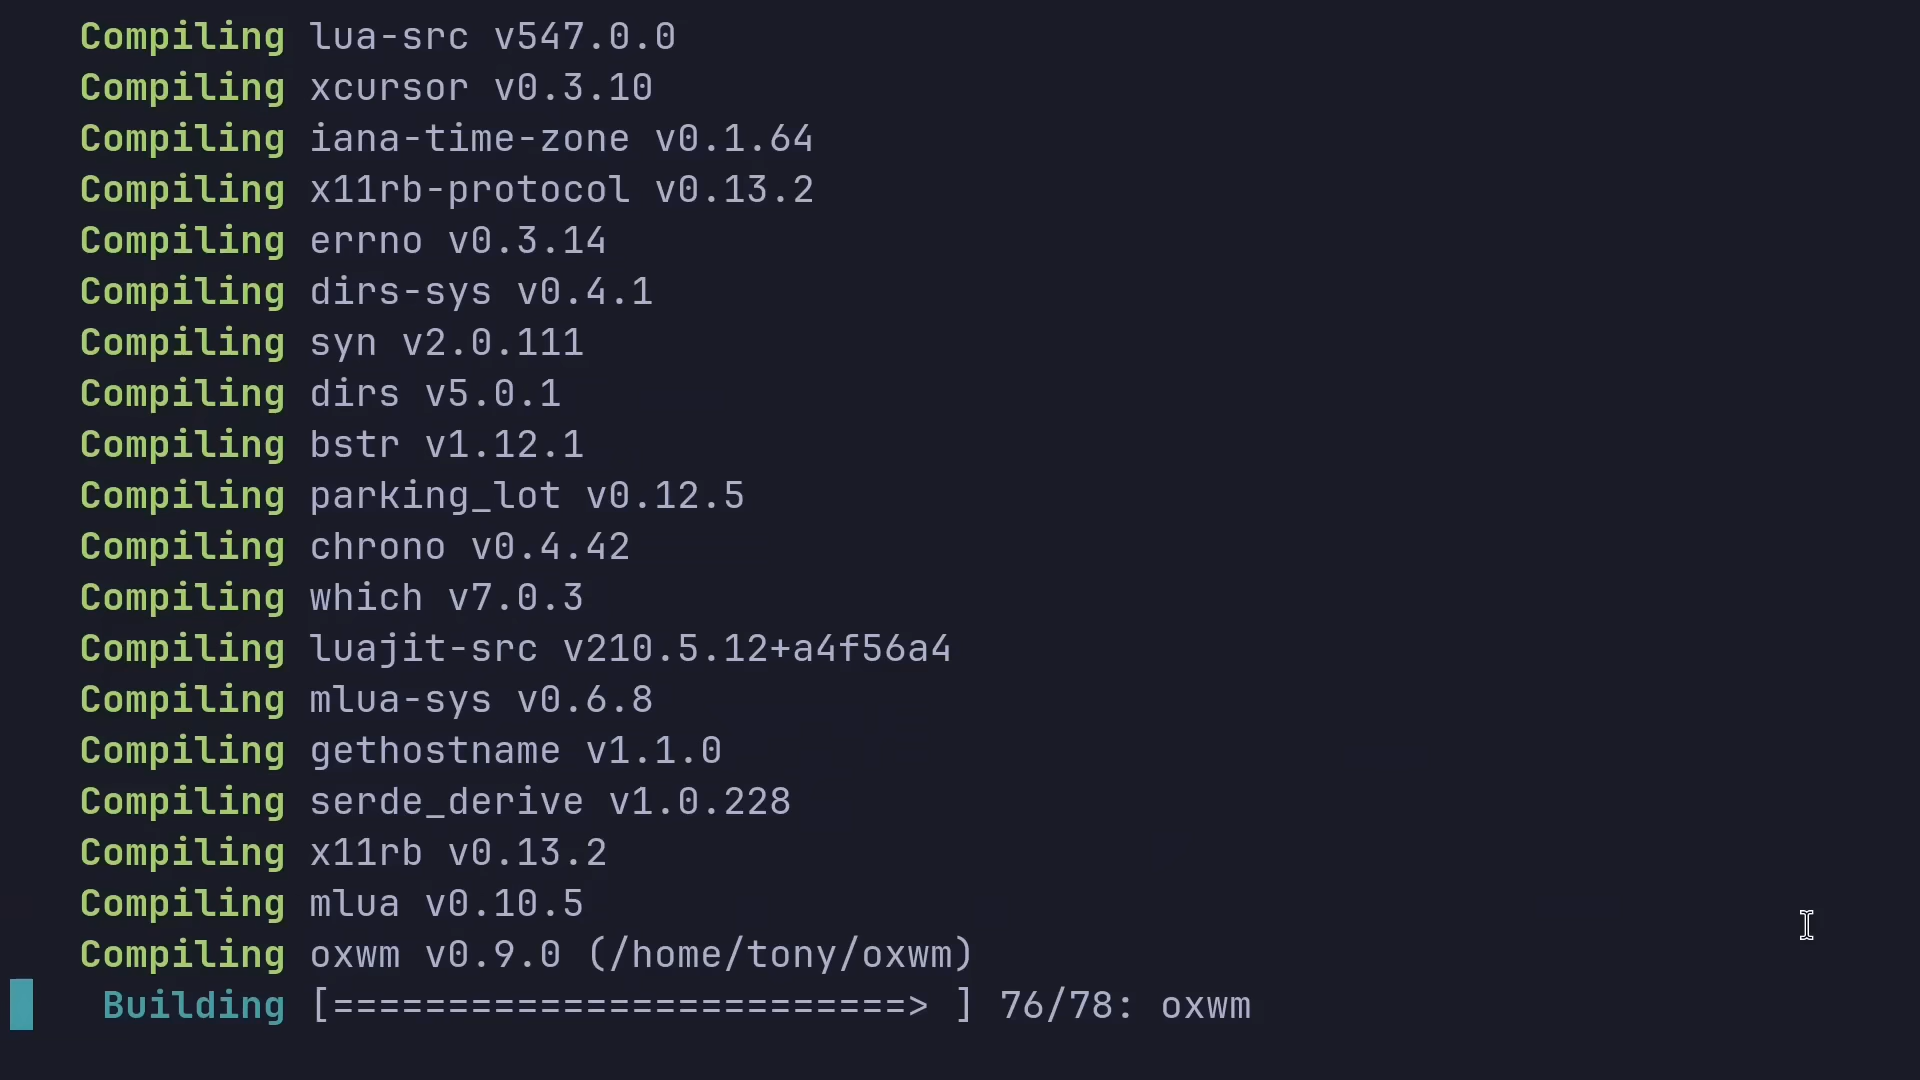 Compiling lua-src v547.0.0
Compiling xcursor v0.3.10
Compiling iana-time-zone v0.1.64
Compiling x11rb-protocol v0.13.2
Compiling errno v0.3.14
Compiling dirs-sys v0.4.1
Compiling syn v2.0.111
Compiling dirs v5.0.1
Compiling bstr v1.12.1
Compiling parking_lot v0.12.5
Compiling chrono v0.4.42
Compiling which v7.0.3
Compiling luajit-src v210.5.12+a4f56a4
Compiling mlua-sys v0.6.8
Compiling gethostname v1.1.0
Compiling serde_derive v1.0.228
Compiling x11rb v0.13.2
Compiling mlua v0.10.5
Compiling oxwm v0.9.0 (/home/tony/oxwm)
Building [=========================> ] 76/78: oxwm